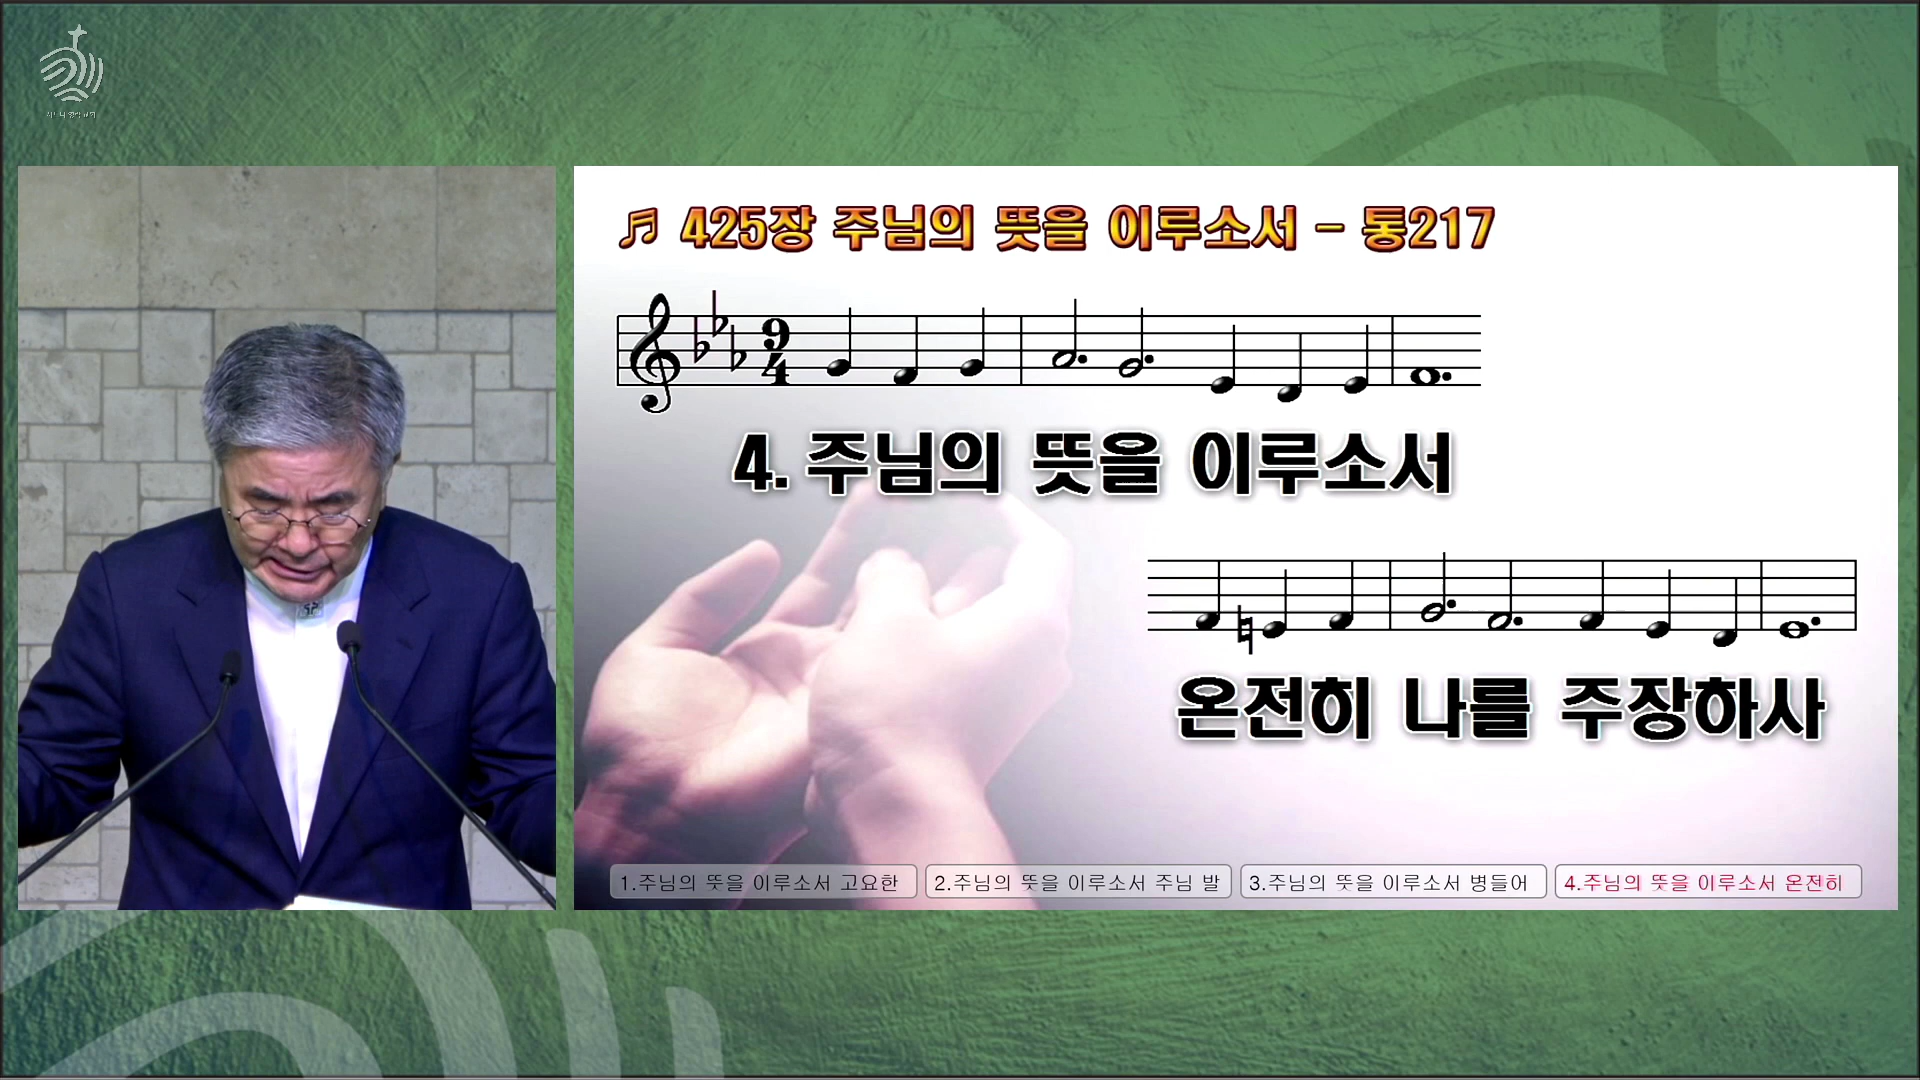 ♬ 425장 주님의 뜻을 이루소서 - 통217
4. 주님의 뜻을 이루소서
온전히 나를 주장하사
1.주님의 뜻을 이루소서 고요한
2.주님의 뜻을 이루소서 주님 발
3.주님의 뜻을 이루소서 병들어
4.주님의 뜻을 이루소서 온전히